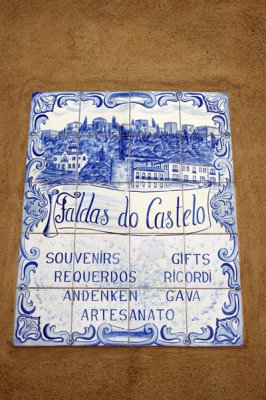 Faldas do Castelo
SOUVENIRS GIFTS
REQUERDOS RICORDI
ANDENKEN GAVA
ARTESANATO